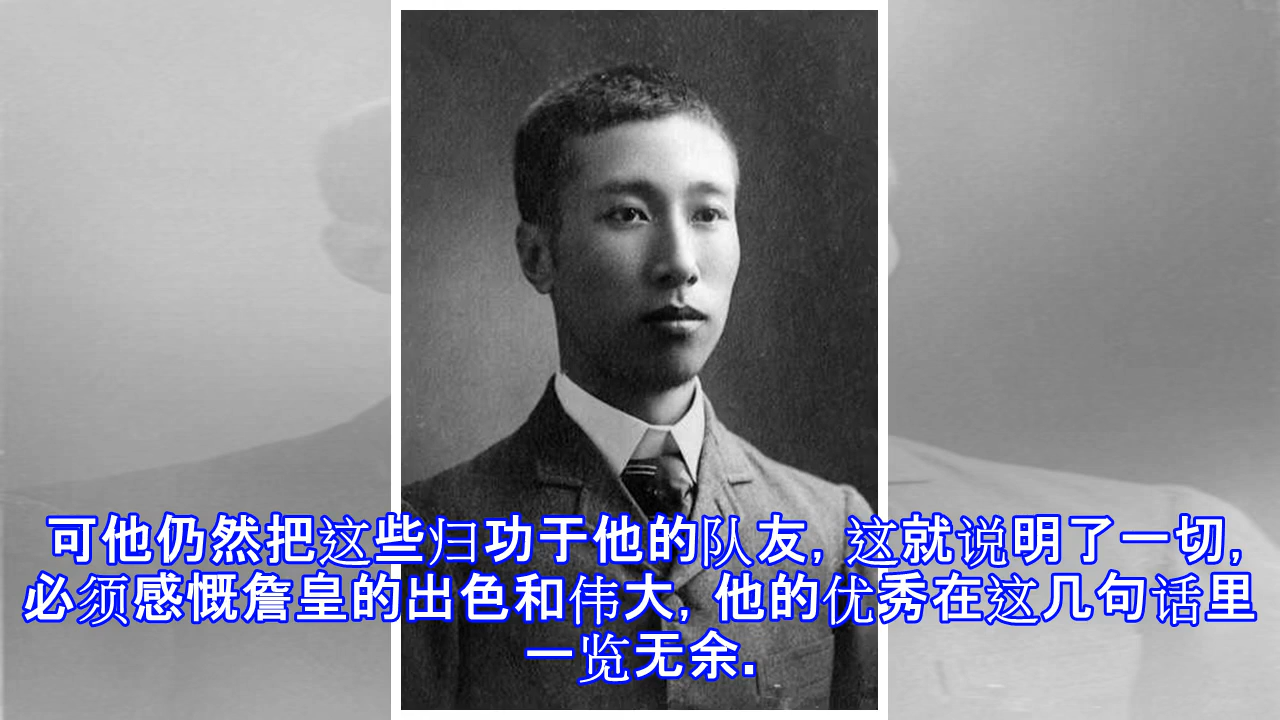 可他仍然把这些归功于他的队友, 这就说明了一切,
必须感慨詹皇的出色和伟大, 他的优秀在这几句话里
一览无余.